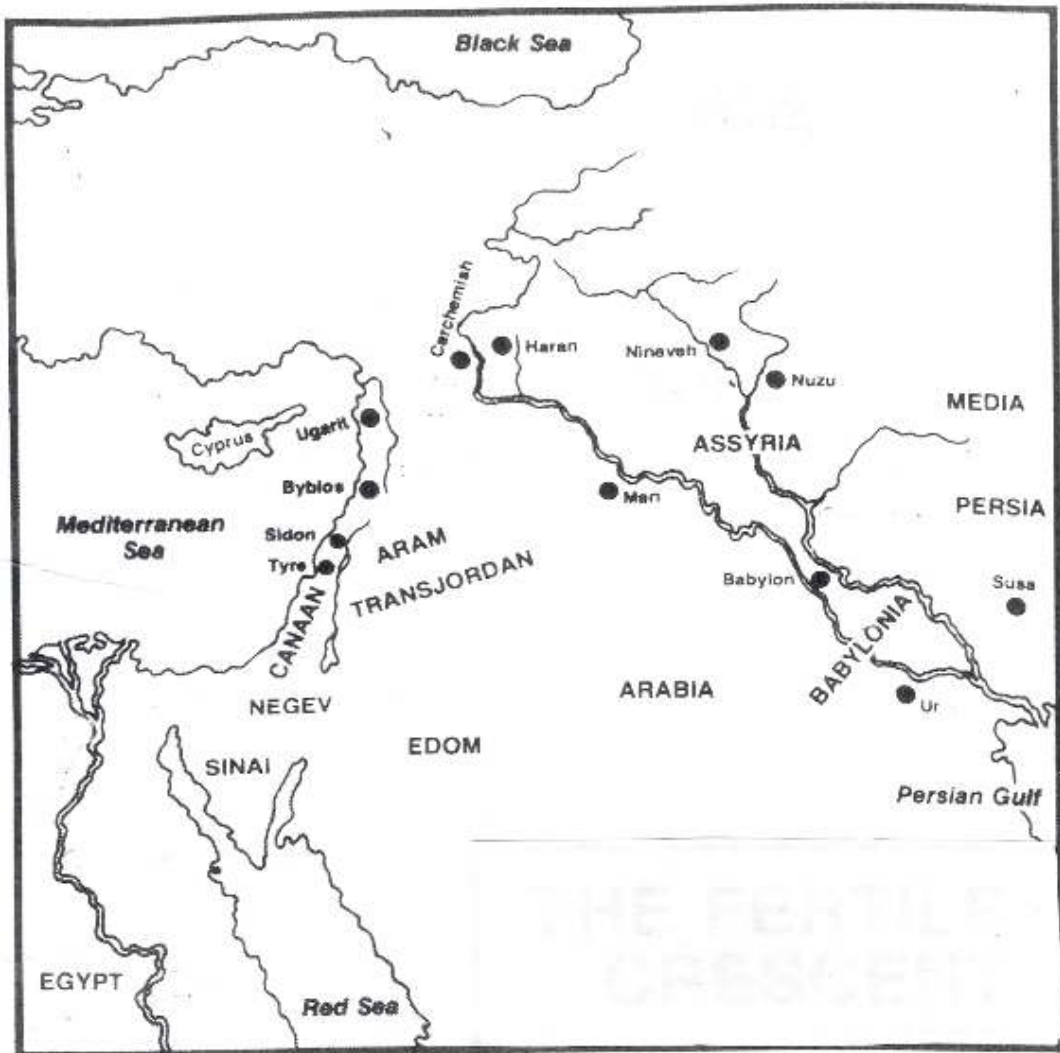 Black Sea
Carchemish
Haran
Nineveh
Nuzu
MEDIA
Cyprus
Ugarit
ASSYRIA
Byblos
Mari
PERSIA
Mediterranean
Sea
Sidon
ARAM
Tyre
TRANSJORDAN
Babylon
Susa
CANAAN
BABYLONIA
NEGEV
ARABIA
Ur
EDOM
SINAI
Persian Gulf
THE FERTILE
CRESCENT
EGYPT
Red Sea